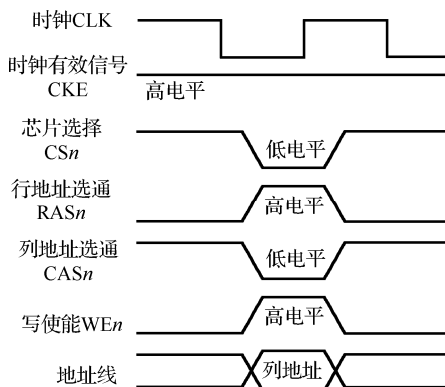 时钟CLK
时钟有效信号
CKE
高电平
芯片选择
CSn
低电平
行地址选通
RASn
高电平
列地址选通
CASn
低电平
写使能WEn
高电平
地址线
列地址